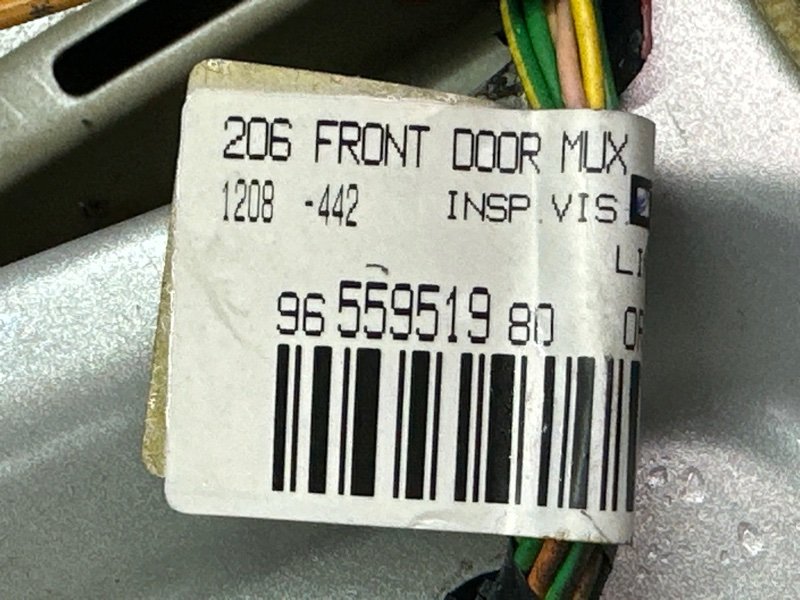 206 FRONT DOOR MUX
1208 -442 INSP.VIS
96 559519 80